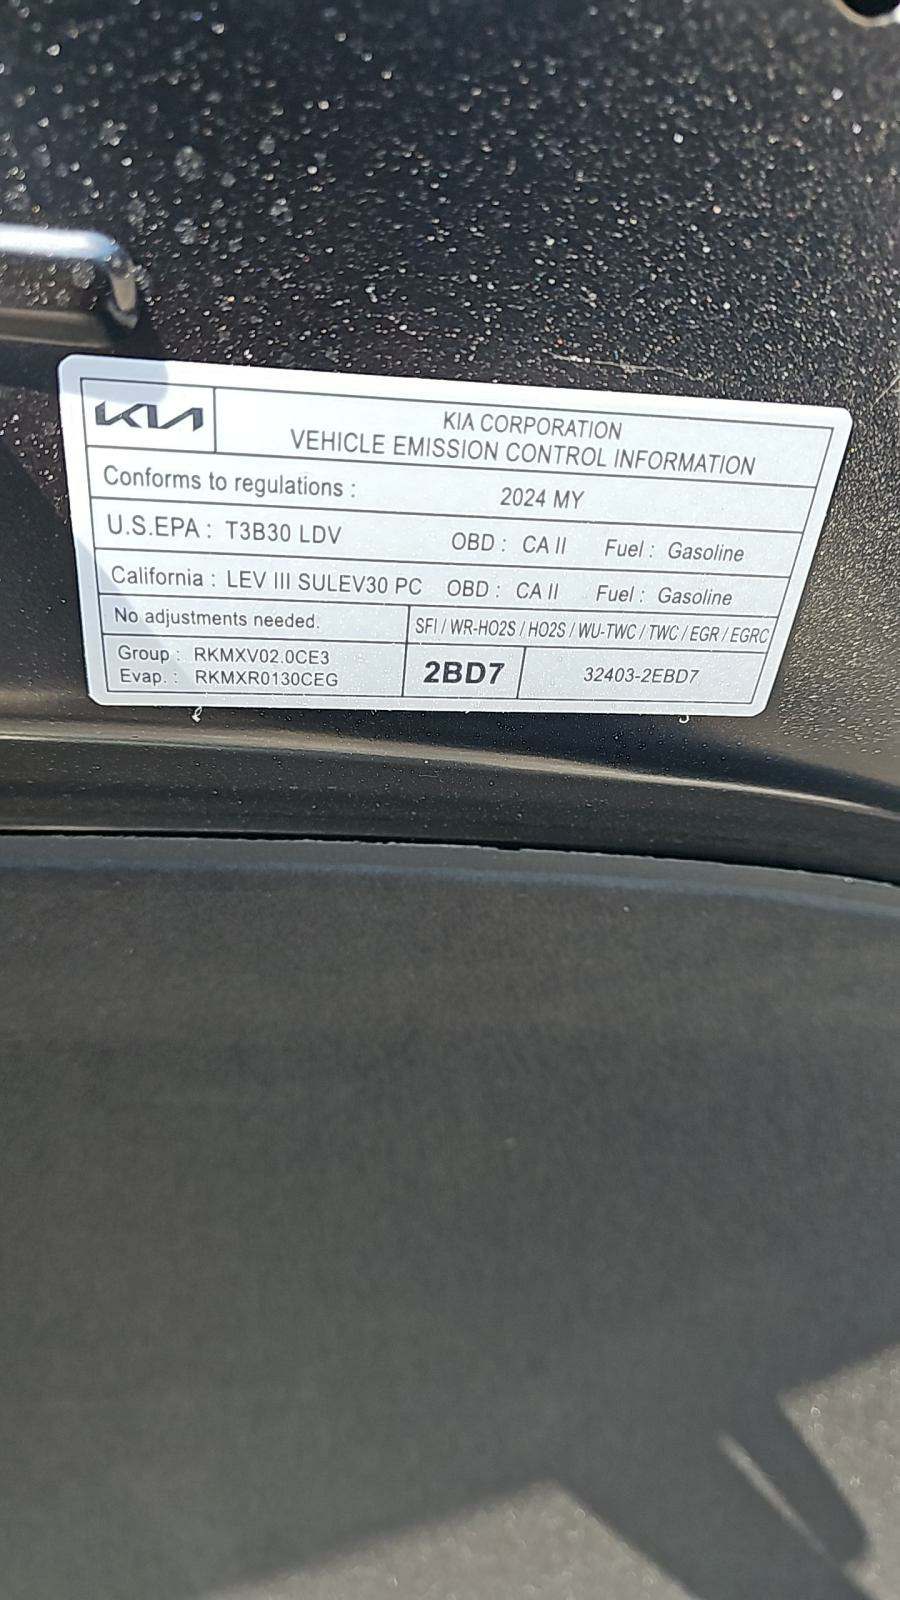 KIA
KIA CORPORATION
VEHICLE EMISSION CONTROL INFORMATION
Conforms to regulations : 2024 MY
U.S.EPA : T3B30 LDV OBD : CA II Fuel : Gasoline
California : LEV III SULEV30 PC OBD : CA II Fuel : Gasoline
No adjustments needed.
SFI / WR-HO2S / HO2S / WU-TWC / TWC / EGR / EGRC
Group : RKMXV02.0CE3
Evap. : RKMXR0130CEG
2BD7
32403-2EBD7